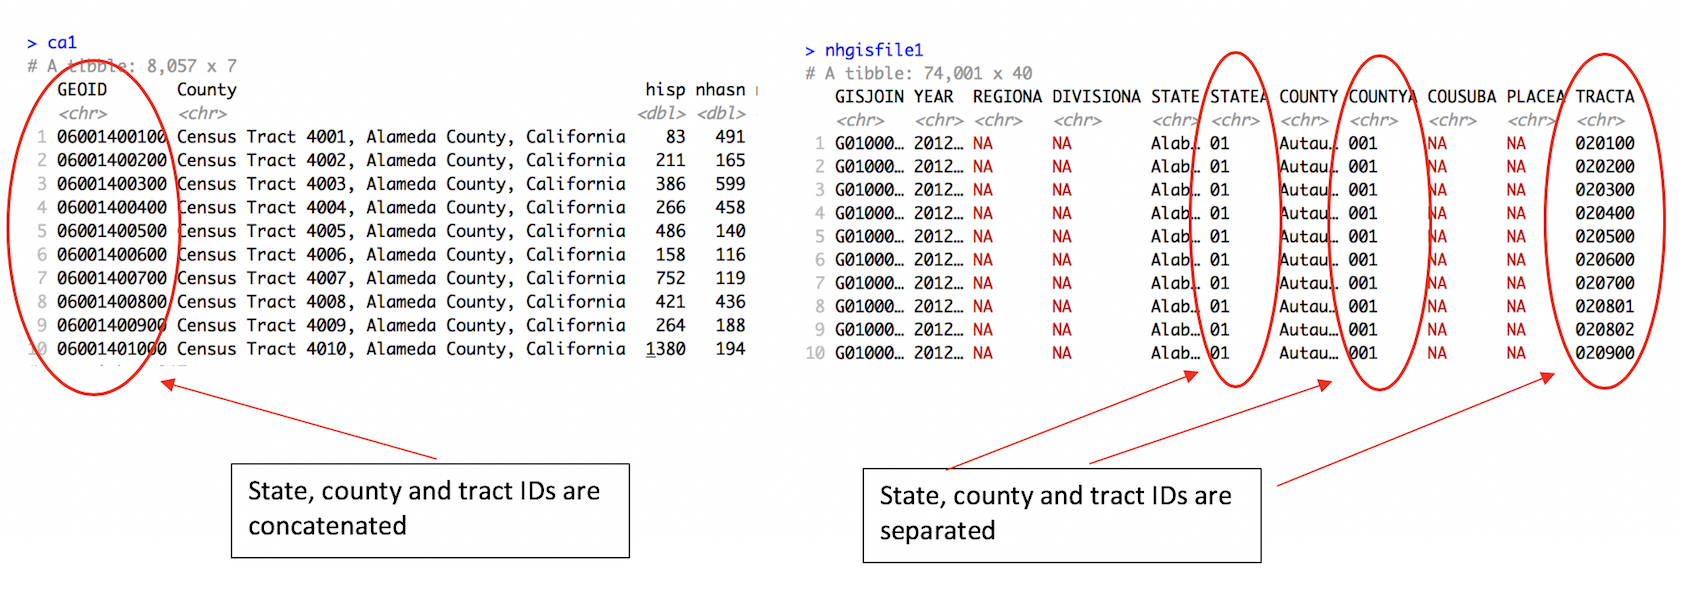 > ca1
# A tibble: 8,057 x 7
GEOID County hisp nhasn
<chr> <chr> <dbl> <dbl>
1 06001400100 Census Tract 4001, Alameda County, California 83 491
2 06001400200 Census Tract 4002, Alameda County, California 211 165
3 06001400300 Census Tract 4003, Alameda County, California 386 599
4 06001400400 Census Tract 4004, Alameda County, California 266 458
5 06001400500 Census Tract 4005, Alameda County, California 486 140
6 06001400600 Census Tract 4006, Alameda County, California 158 116
7 06001400700 Census Tract 4007, Alameda County, California 752 119
8 06001400800 Census Tract 4008, Alameda County, California 421 436
9 06001400900 Census Tract 4009, Alameda County, California 264 188
10 06001401000 Census Tract 4010, Alameda County, California 1380 194
State, county and tract IDs are
concatenated
> nhgisfile1
# A tibble: 74,001 x 40
GISJOIN YEAR REGIONA DIVISIONA STATE STATEA COUNTY COUNTYA COUSUBA PLACEA TRACTA
<chr> <chr> <chr> <chr> <chr> <chr> <chr> <chr> <chr> <chr> <chr>
1 G01000… 2012… NA NA Alab… 01 Autau… 001 NA NA 020100
2 G01000… 2012… NA NA Alab… 01 Autau… 001 NA NA 020200
3 G01000… 2012… NA NA Alab… 01 Autau… 001 NA NA 020300
4 G01000… 2012… NA NA Alab… 01 Autau… 001 NA NA 020400
5 G01000… 2012… NA NA Alab… 01 Autau… 001 NA NA 020500
6 G01000… 2012… NA NA Alab… 01 Autau… 001 NA NA 020600
7 G01000… 2012… NA NA Alab… 01 Autau… 001 NA NA 020700
8 G01000… 2012… NA NA Alab… 01 Autau… 001 NA NA 020801
9 G01000… 2012… NA NA Alab… 01 Autau… 001 NA NA 020802
10 G01000… 2012… NA NA Alab… 01 Autau… 001 NA NA 020900
State, county and tract IDs are
separated